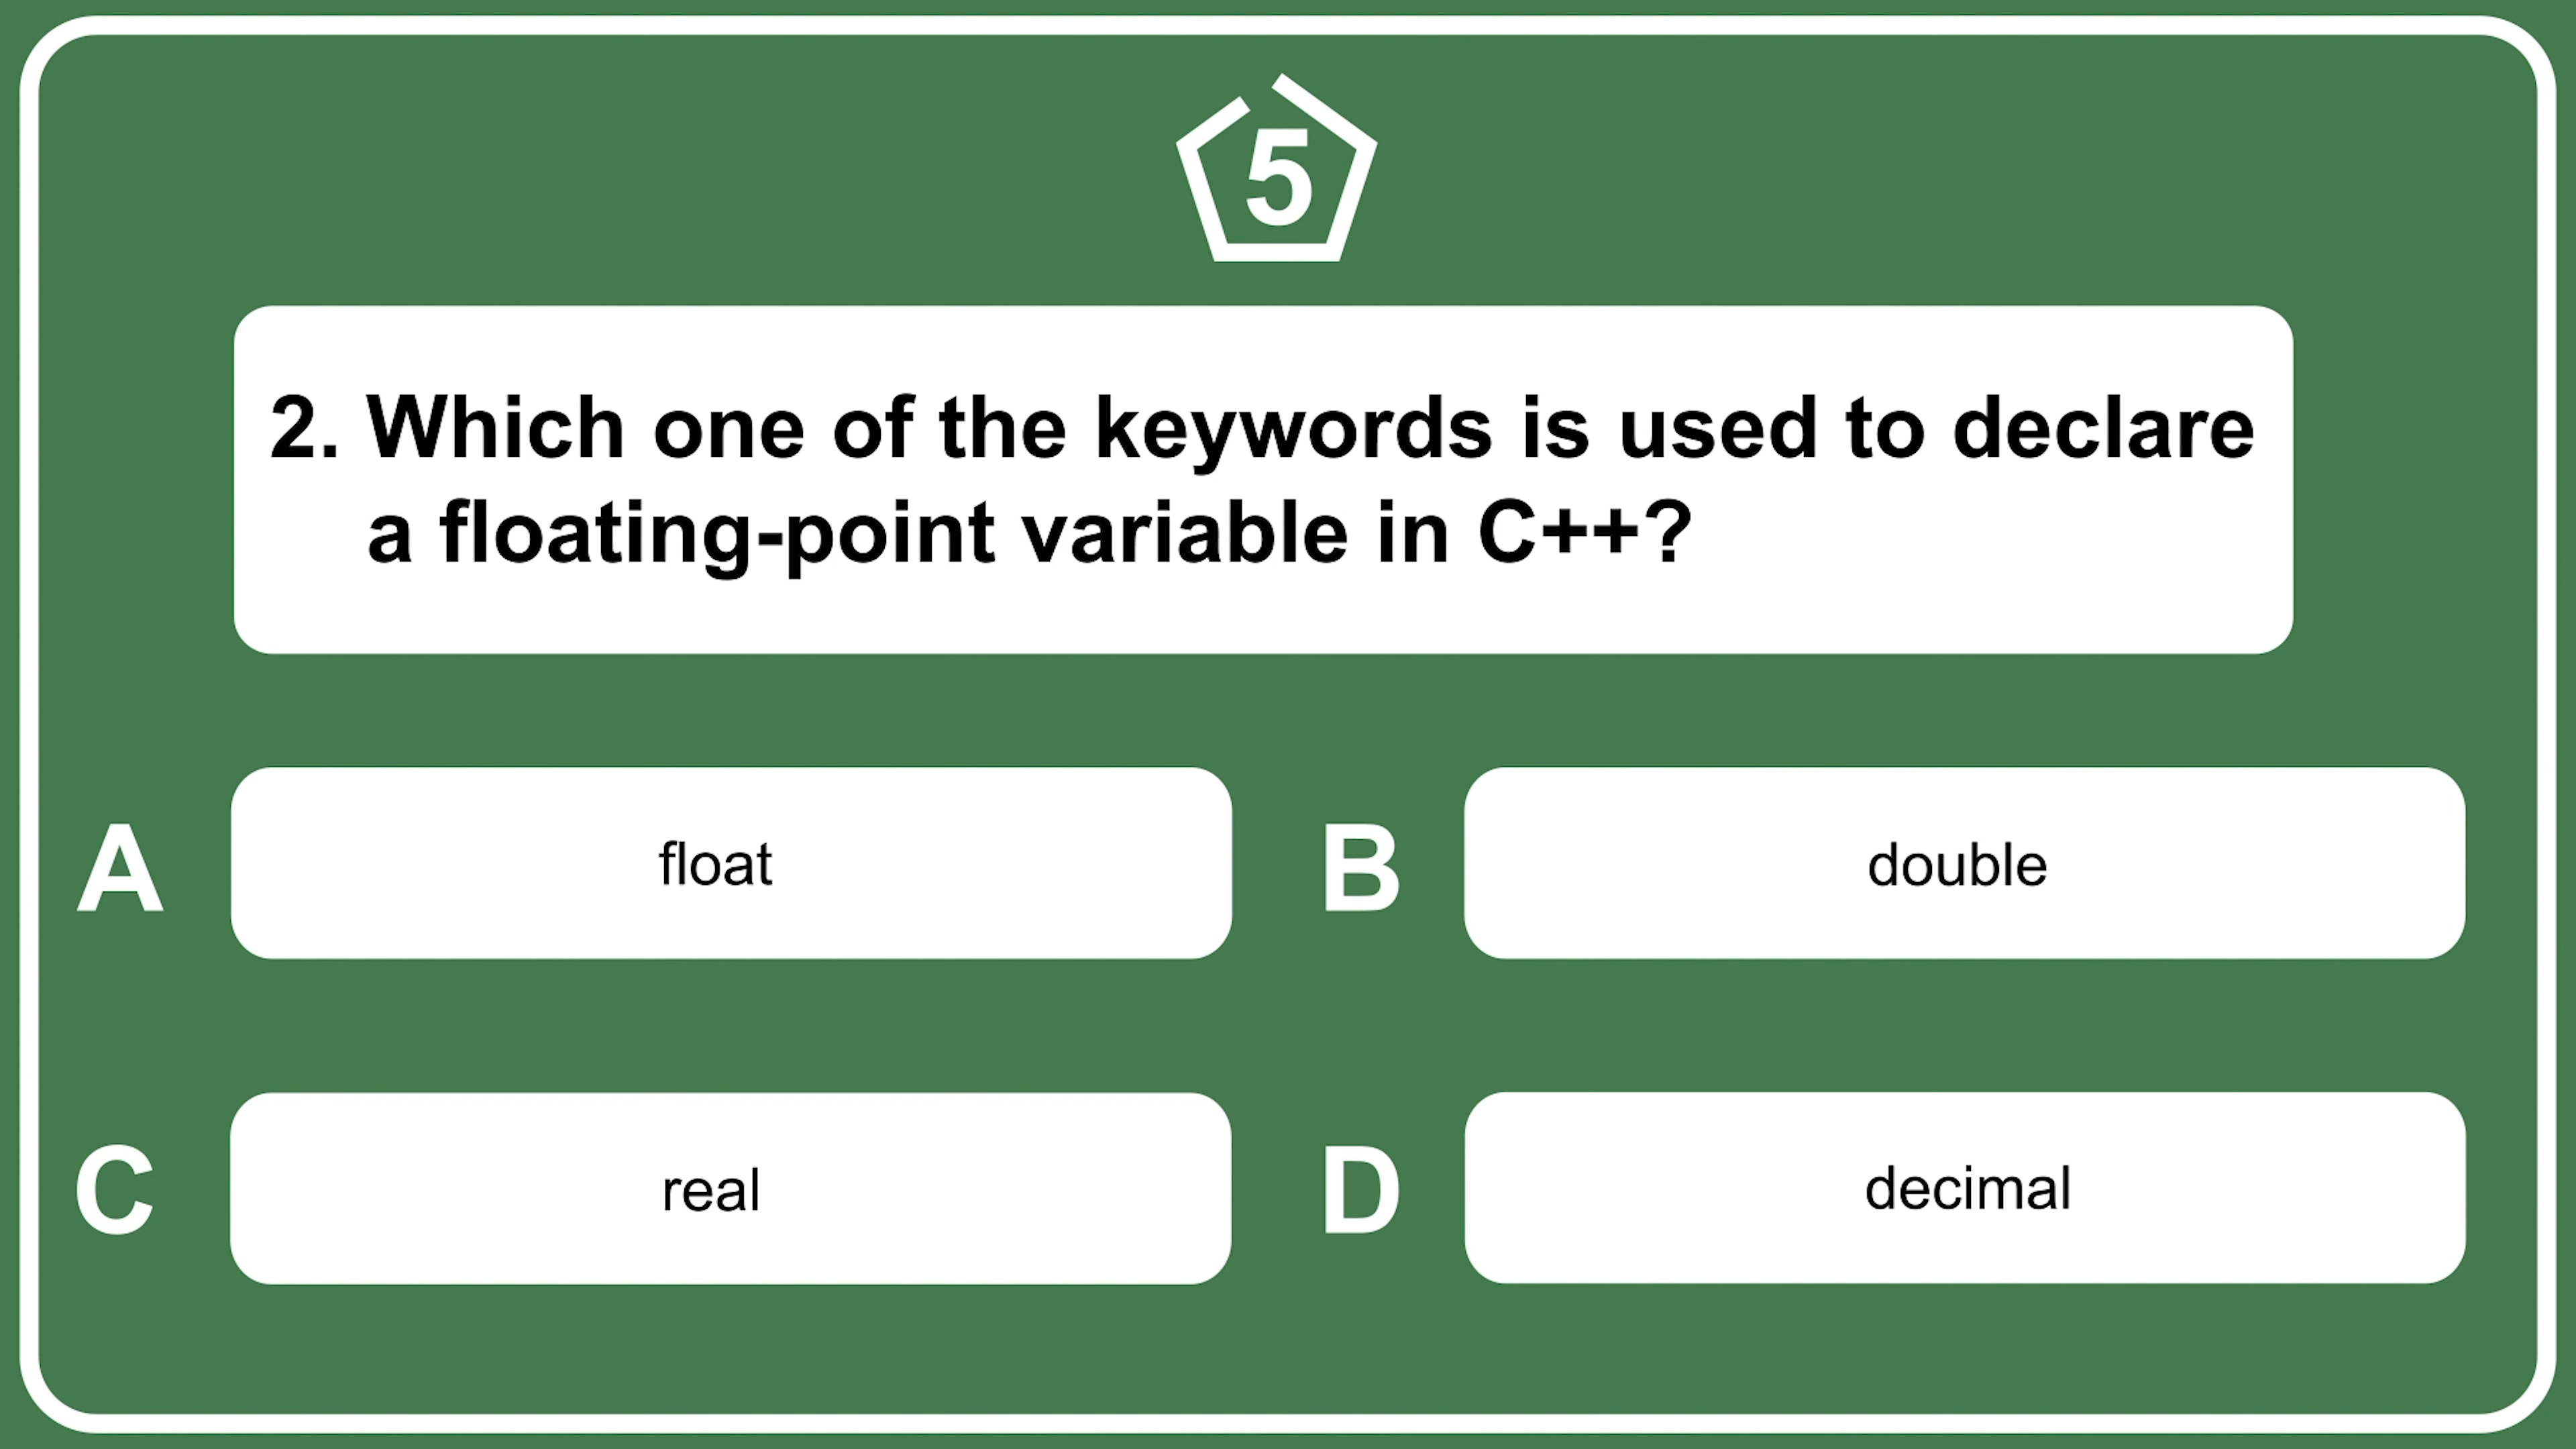 5
2. Which one of the keywords is used to declare
a floating-point variable in C++?
A float
B double
C real
D decimal